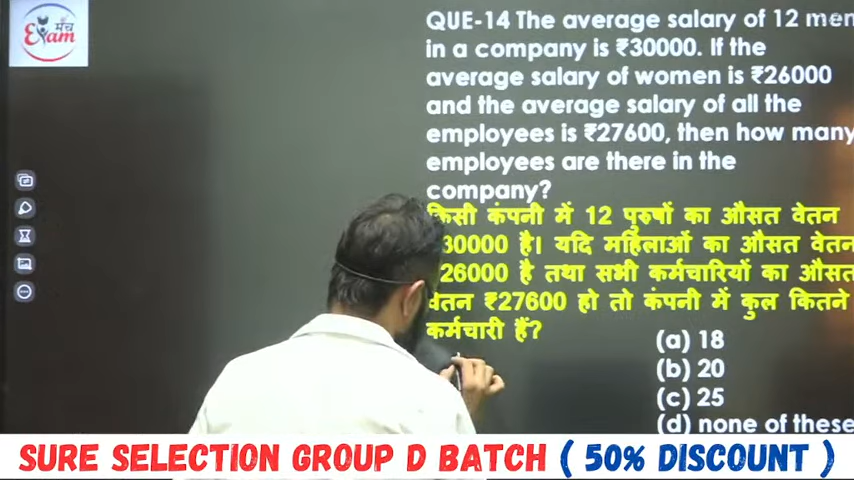 मंच
Exam
QUE-14 The average salary of 12 men
in a company is ₹30000. If the
average salary of women is ₹26000
and the average salary of all the
employees is ₹27600, then how many
employees are there in the
company?
किसी कंपनी में 12 पुरुषों का औसत वेतन
30000 है। यदि महिलाओं का औसत वेतन
26000 है तथा सभी कर्मचारियों का औसत
वेतन ₹27600 हो तो कंपनी में कुल कितने
कर्मचारी हैं?
(a) 18
(b) 20
(c) 25
(d) none of these
SURE SELECTION GROUP D BATCH ( 50% DISCOUNT )